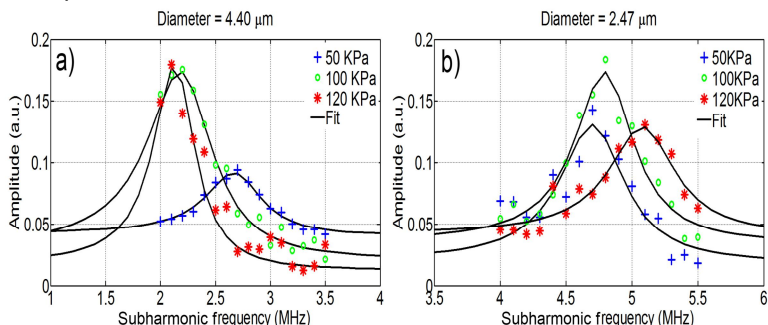 Diameter = 4.40 μm
a)
0.2
0.15
0.1
0.05
0
Amplitude (a.u.)
50 KPa
100 KPa
120 KPa
Fit
1 1.5 2 2.5 3 3.5 4
Subharmonic frequency (MHz)
Diameter = 2.47 μm
b)
0.2
0.15
0.1
0.05
0
Amplitude (a.u.)
50KPa
100KPa
120KPa
Fit
3.5 4 4.5 5 5.5 6
Subharmonic frequency (MHz)